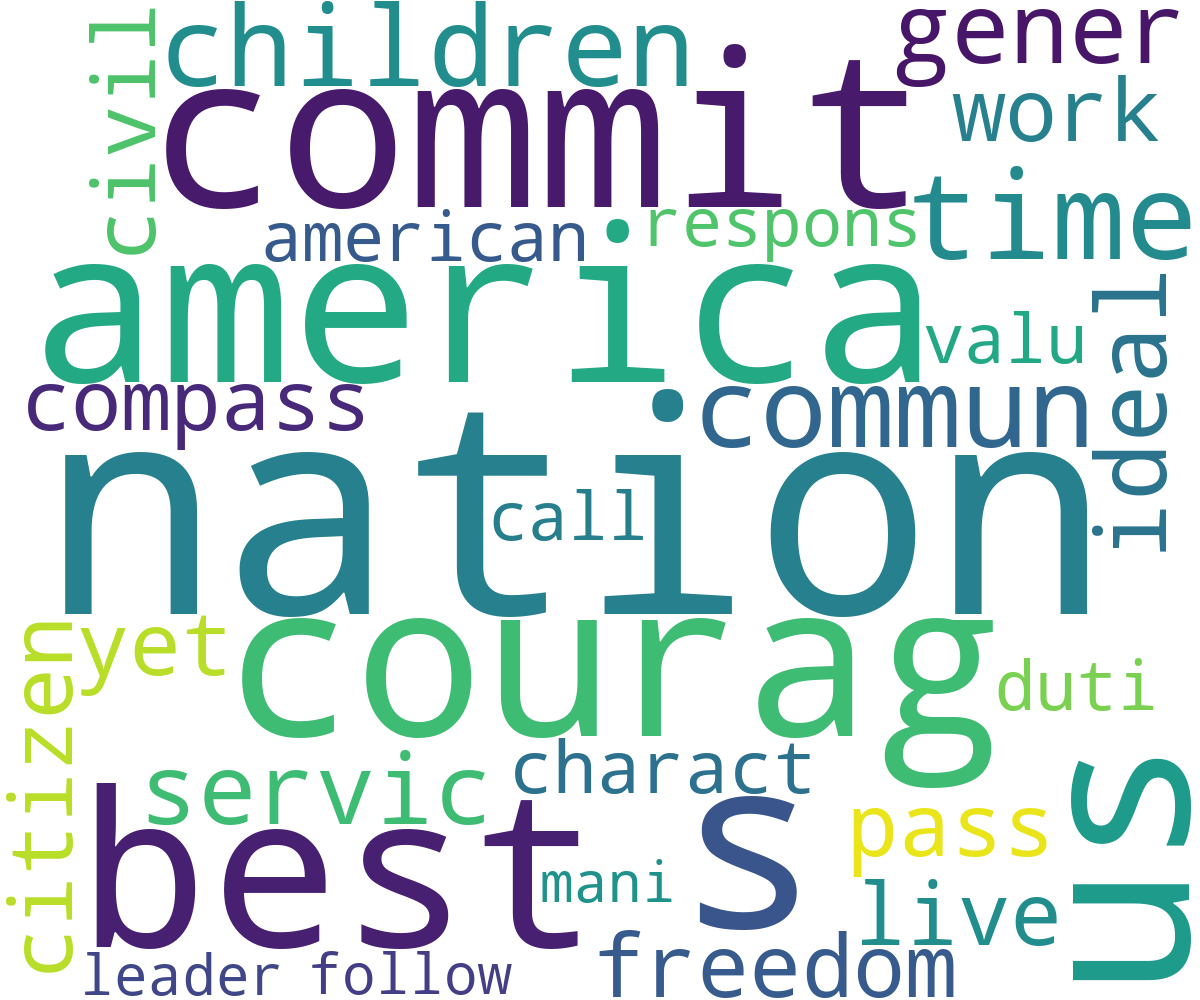 civil
children
gener
commit
work
american
respons
time
america
valu
ideal
compass
commun
nation
call
courag
yet
citizen
duti
charact
servic
us
best
s
pass
mani
live
leader
follow
freedom